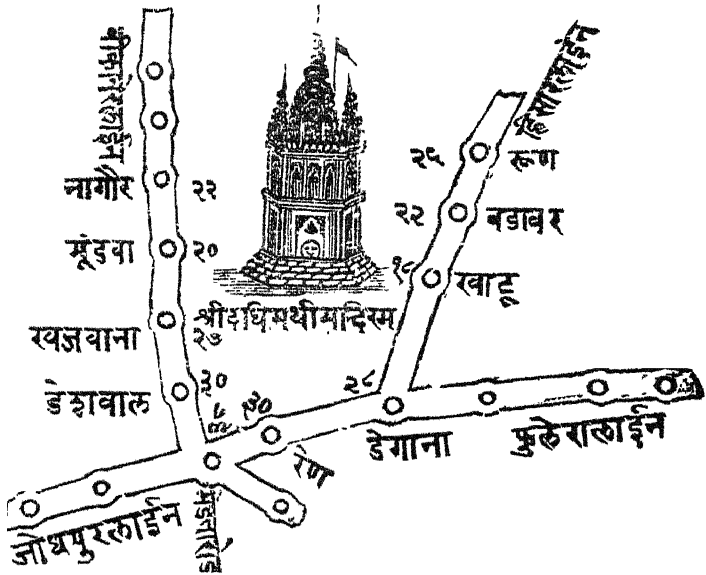 बीकानेरलाईन
हिसारलाईन
नागौर २२
मूंडवा २०
खजवाना २७
डेशवाल ३०
श्रीदधिमथीमन्दिरम
२६ रूण
२२ बडावर
१८ खाटू
२८
डेगाना
फुलेरालाईन
३०
रेण
मेडतारोड
जोधपुरलाईन